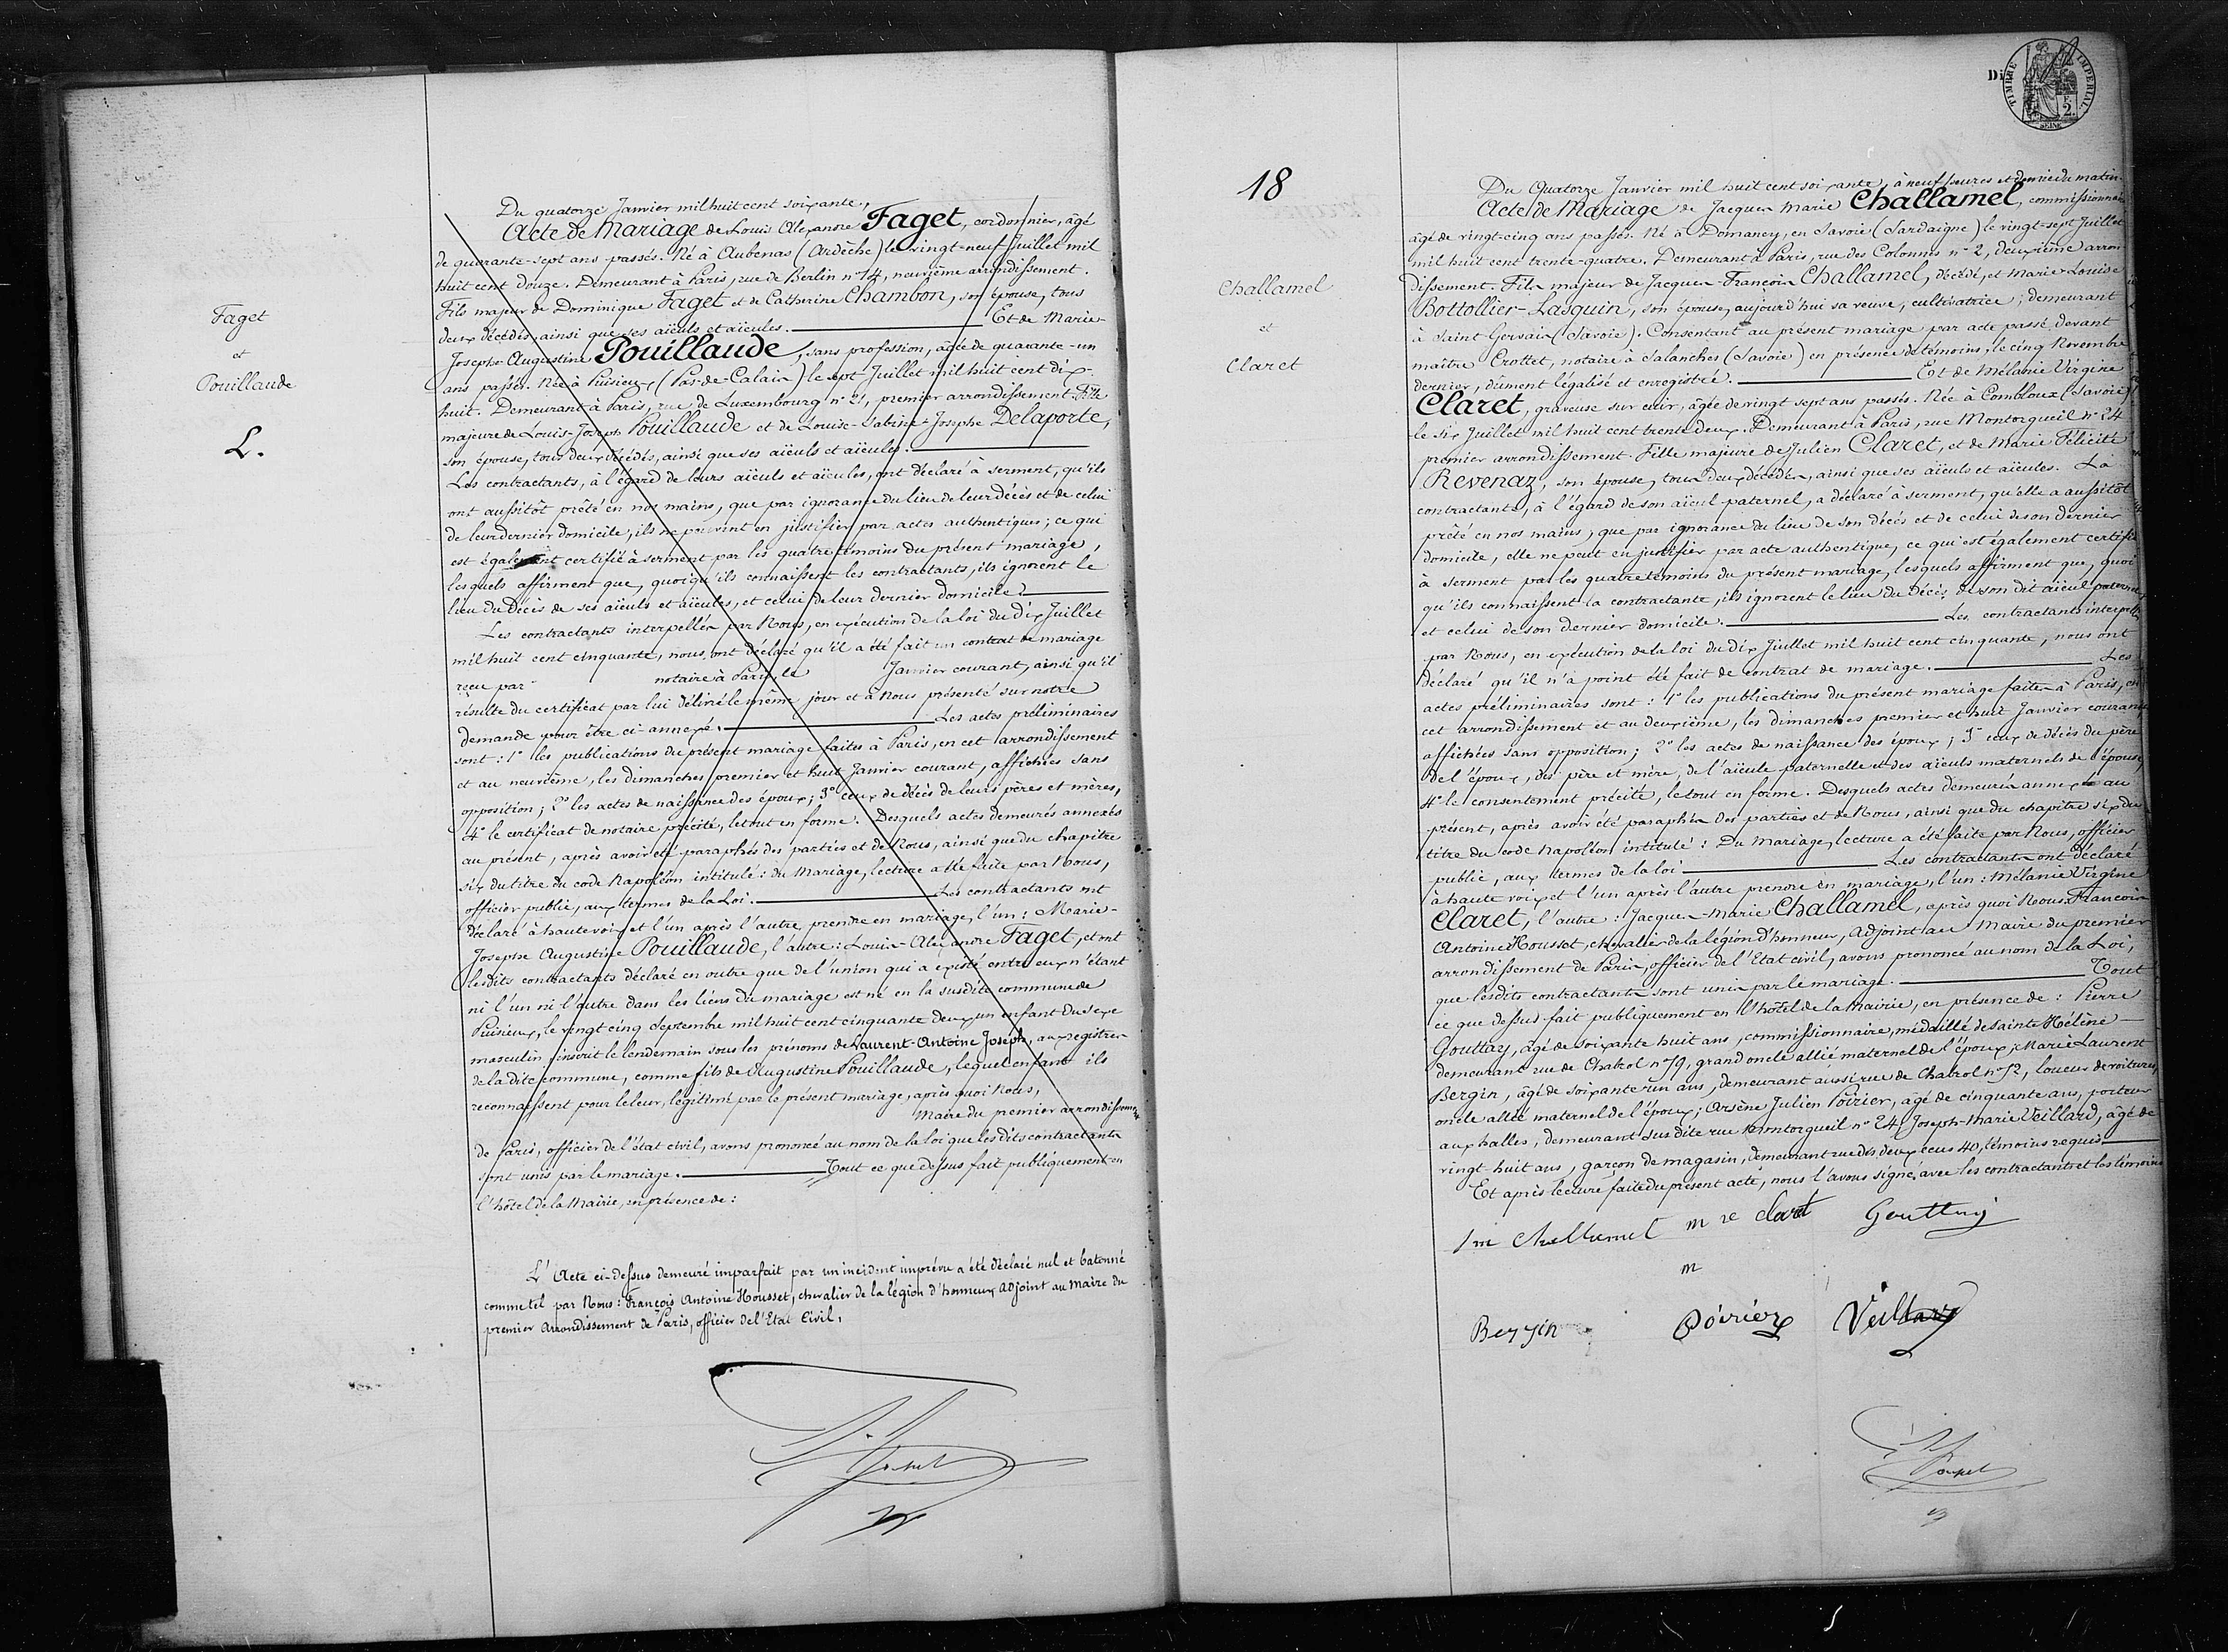 Faget
et
Pouillaude
L.
Du quatorze Janvier mil huit cent soixante,
Acte de Mariage de Louis Alexandre Faget, cordonnier, âgé
de quarante-sept ans passés. Né à Aubenas (Ardèche) le vingt-neuf Juillet mil
huit cent douze. Demeurant à Paris, rue de Berlin n° 14, neuvième arrondissement.
Fils majeur de Dominique Faget et de Catherine Chambon, son épouse, tous
deux décédés, ainsi que ses aïeuls et aïeules. Et de Marie-
Josephe Augustine Pouillaude, sans profession, âgée de quarante-un
ans passés. Née à Puisieux (Pas-de-Calais) le sept Juillet mil huit cent dix-
huit. Demeurant à Paris, rue de Luxembourg n° 21, premier arrondissement. Fille
majeure de Louis-Joseph Pouillaude et de Louise-Sabine-Josephe Delaporte,
son épouse, tous deux décédés, ainsi que ses aïeuls et aïeules.
Les contractants, à l'égard de leurs aïeuls et aïeules, ont déclaré à serment, qu'ils
ont aussitôt prêté en nos mains, que par ignorance du lieu de leur décès et de celui
de leur dernier domicile, ils ne peuvent en justifier par actes authentiques; ce qui
est également certifié à serment par les quatre témoins du présent mariage,
lesquels affirment que, quoiqu'ils connaissent les contractants, ils ignorent le
lieu du Décès de ses aïeuls et aïeules, et celui de leur dernier domicile.
Les contractants interpellés par Nous, en exécution de la loi du Dix Juillet
mil huit cent cinquante, nous ont déclaré qu'il a été fait un contrat de mariage
reçu par notaire à Paris, le Janvier courant, ainsi qu'il
résulte du certificat par lui délivré le même jour et à Nous présenté sur notre
demande pour être ci-annexé. Les actes préliminaires
sont: 1° les publications du présent mariage faites à Paris, en cet arrondissement
et au neuvième, les dimanches premier et huit Janvier courant, affichées sans
opposition; 2° les actes de naissance des époux; 3° ceux de décès de leurs pères et mères,
4° le certificat de notaire précité, le tout en forme. Desquels actes demeurés annexés
au présent, après avoir été paraphés des parties et de Nous, ainsi que du chapitre
six du titre du code Napoléon intitulé: du Mariage, lecture a été faite par Nous,
officier public, aux termes de la Loi. Les contractants ont
déclaré à haute voix et l'un après l'autre, prendre en mariage, l'un: Marie-
Josephe Augustine Pouillaude, l'autre: Louis-Alexandre Faget, et ont
lesdits contractants déclaré en outre que de l'union qui a existé entre eux n'étant
ni l'un ni l'autre dans les liens du mariage est né en la susdite commune de
Puisieux, le vingt cinq Septembre mil huit cent cinquante deux un enfant du sexe
masculin inscrit le lendemain sous les prénoms de Laurent-Antoine Joseph, aux registres
de la dite commune, comme fils de Augustine Pouillaude, lequel enfant ils
reconnaissent pour le leur, légitimé par le présent mariage, après quoi Nous,
Maire du premier arrondissement
de Paris, officier de l'état civil, avons prononcé au nom de la loi que les dits contractants
sont unis par le mariage. Tout ce que dessus fait publiquement en
l'hôtel de la Mairie, en présence de:
L'Acte ci-dessus demeuré imparfait par un incident imprévu a été déclaré nul et batonné
comme tel par Nous: François Antoine Housset, chevalier de la légion d'honneur, Adjoint au Maire du
premier Arrondissement de Paris, officier de l'Etat Civil.
18
Challamel
et
Claret
Di
TIMBRE IMPERIAL
2
SEINE
Du Quatorze Janvier mil huit cent soixante, à neuf heures et demie du matin
Acte de Mariage de Jacques Marie Challamel, commissionnaire
âgé de vingt-cinq ans passés. Né à Domancy, en Savoie (Sardaigne) le vingt-sept Juillet
mil huit cent trente-quatre. Demeurant à Paris, rue des Colonnes n° 2, deuxième arron-
dissement. Fils majeur de Jacques-François Challamel, décédé, et Marie-Louise
Bottollier-Lasquin, son épouse, aujourd'hui sa veuve, cultivatrice; demeurant
à Saint Gervais (Savoie). Consentant au présent mariage par acte passé devant
maître Crottet, notaire à Salanches (Savoie) en présence de témoins, le cinq Novembre
dernier, dûment légalisé et enregistré. Et de Mélanie Virginie
Claret, graveuse sur cuir, âgée de vingt sept ans passés. Née à Combloux (Savoie)
le six Juillet mil huit cent trente deux. Demeurant à Paris, rue Montorgueil n° 24
premier arrondissement. Fille majeure de Julien Claret, et de Marie Félicité
Revenaz, son épouse, tous deux décédés, ainsi que ses aïeuls et aïeules. La
contractante, à l'égard de son aïeul paternel, a déclaré à serment, qu'elle a aussitôt
prêté en nos mains, que par ignorance du lieu de son décès et de celui de son dernier
domicile, elle ne peut en justifier par acte authentique, ce qui est également certifié
à serment par les quatre témoins du présent mariage, lesquels affirment que, quoi
qu'ils connaissent la contractante, ils ignorent le lieu du Décès de son dit aïeul paternel
et celui de son dernier domicile. Les contractants interpellés
par Nous, en exécution de la loi du Dix Juillet mil huit cent cinquante, nous ont
déclaré qu'il n'a point été fait de contrat de mariage. Les
actes préliminaires sont: 1° les publications du présent mariage faites à Paris, en
cet arrondissement et au deuxième, les dimanches premier et huit Janvier courant
affichées sans opposition; 2° les actes de naissance des époux; 3° ceux de décès du père
de l'époux, des père et mère, de l'aïeule paternelle et des aïeuls maternels de l'épouse,
4° le consentement précité, le tout en forme. Desquels actes demeurés annexés au
présent, après avoir été paraphés des parties et de Nous, ainsi que du chapitre six du
titre du code Napoléon intitulé: Du Mariage, lecture a été faite par Nous, officier
public, aux termes de la loi Les contractants ont déclaré
à haute voix et l'un après l'autre prendre en mariage, l'un: Mélanie Virginie
Claret, l'autre: Jacques-Marie Challamel, après quoi Nous François
Antoine Housset, chevalier de la légion d'honneur, Adjoint au Maire du premier
arrondissement de Paris, officier de l'Etat civil, avons prononcé au nom de la Loi,
que lesdits contractants sont unis par le mariage. Tout
ce que dessus fait publiquement en l'hôtel de la Mairie, en présence de: Pierre
Gouttay, âgé de soixante huit ans, commissionnaire, médaillé de Sainte Hélène
demeurant rue de Chabrol n° 79, grand oncle allié maternel de l'époux; Marie Laurent
Bergin, âgé de soixante un ans, demeurant aussi rue de Chabrol n° 72, loueur de voitures,
oncle allié maternel de l'époux; Arsène Julien Poirier, âgé de cinquante ans, porteur
aux halles, demeurant susdite rue Montorgueil n° 24, Joseph-Marie Veillard, âgé de
vingt huit ans, garçon de magasin, demeurant rue des deux écus 40, témoins requis
Et après lecture faite du présent acte, nous l'avons signé avec les contractants et les témoins
J m Challamel m ve claret Gouttay
m
Bergin Poirier Veillard
Housset